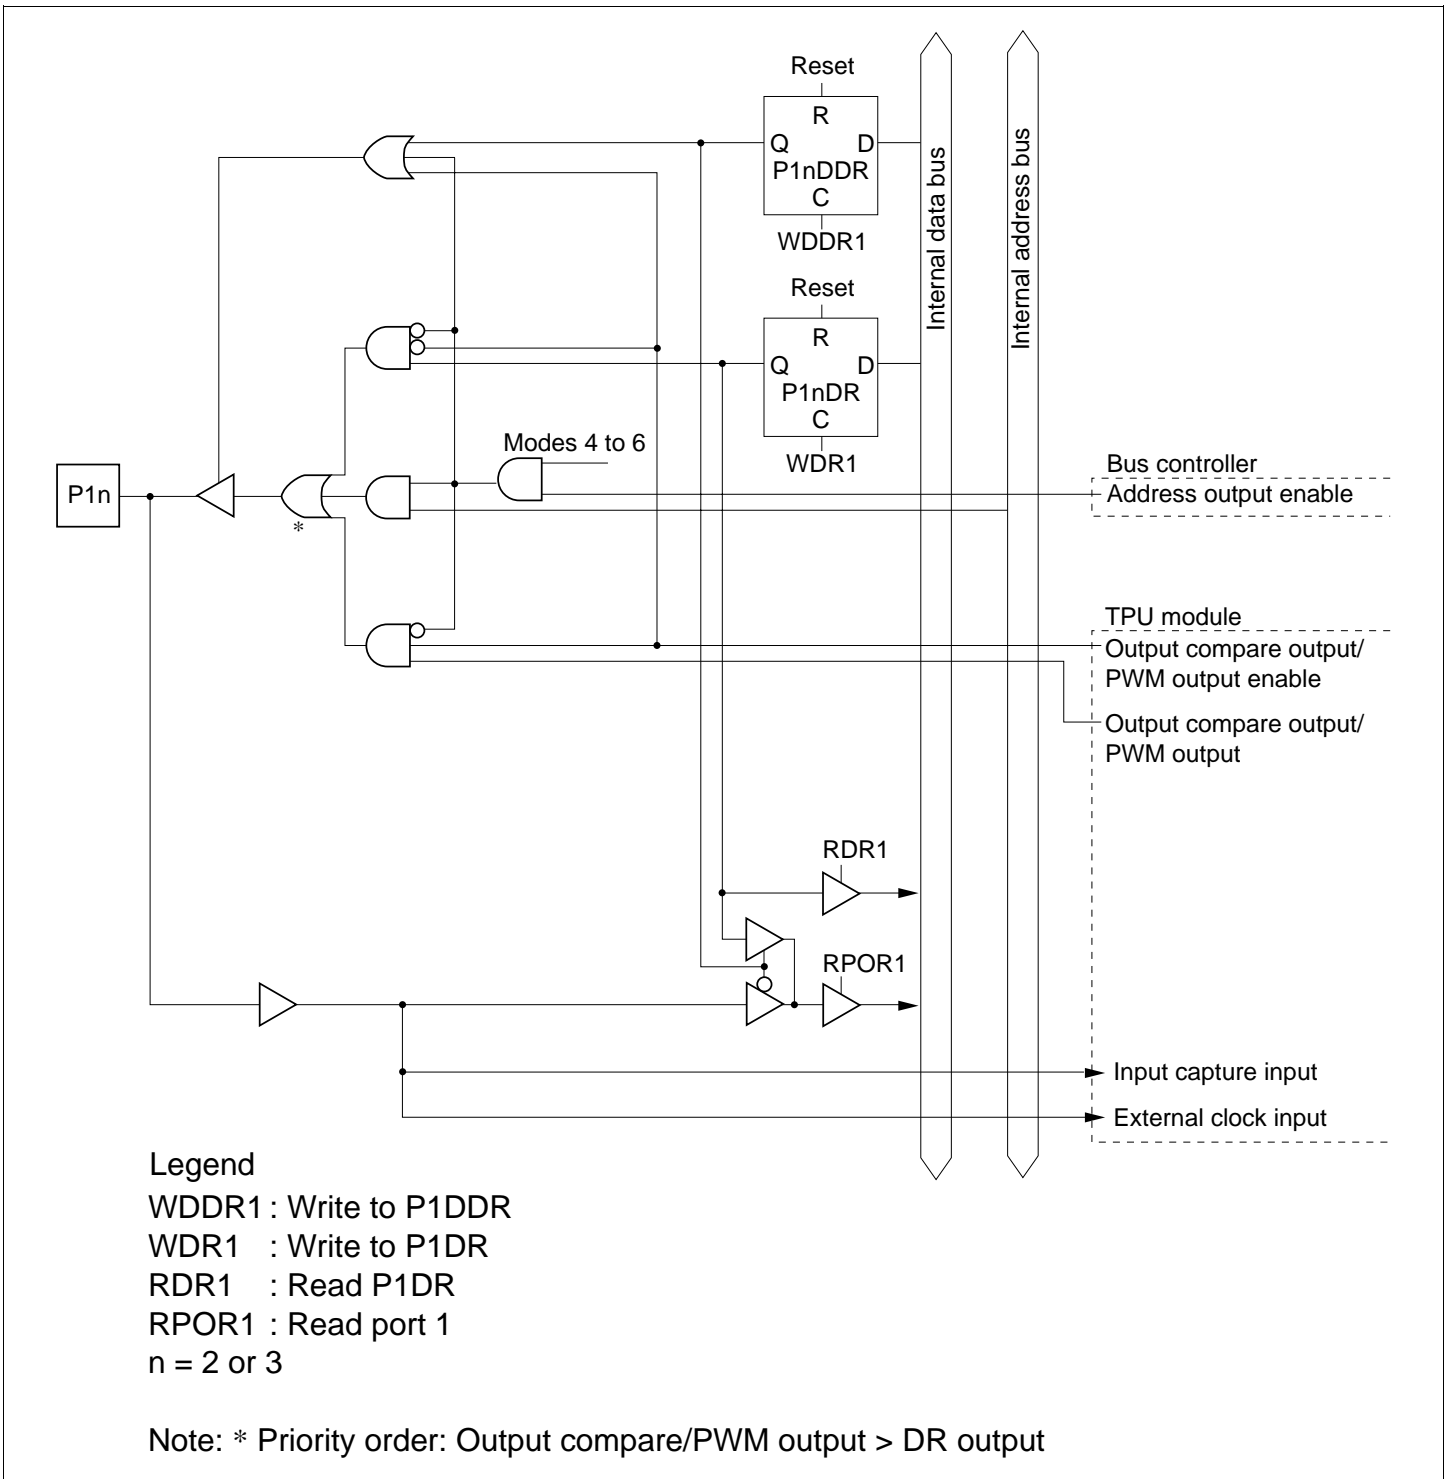 Reset
R
Q D
P1nDDR
C
WDDR1
Reset
R
Q D
P1nDR
C
WDR1
Internal data bus
Internal address bus
Modes 4 to 6
P1n
*
Bus controller
Address output enable
TPU module
Output compare output/
PWM output enable
Output compare output/
PWM output
RDR1
RPOR1
Input capture input
External clock input
Legend
WDDR1 : Write to P1DDR
WDR1 : Write to P1DR
RDR1 : Read P1DR
RPOR1 : Read port 1
n = 2 or 3
Note: * Priority order: Output compare/PWM output > DR output